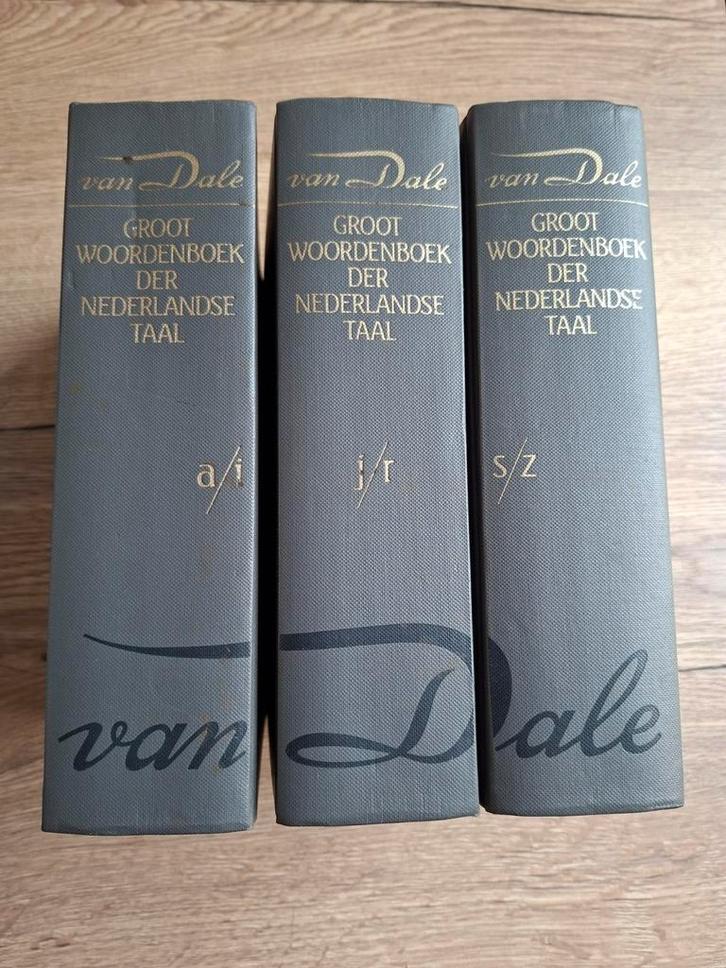 van Dale
GROOT
WOORDENBOEK
DER
NEDERLANDSE
TAAL
a/i
van Dale
GROOT
WOORDENBOEK
DER
NEDERLANDSE
TAAL
j/r
van Dale
GROOT
WOORDENBOEK
DER
NEDERLANDSE
TAAL
s/z
van Dale